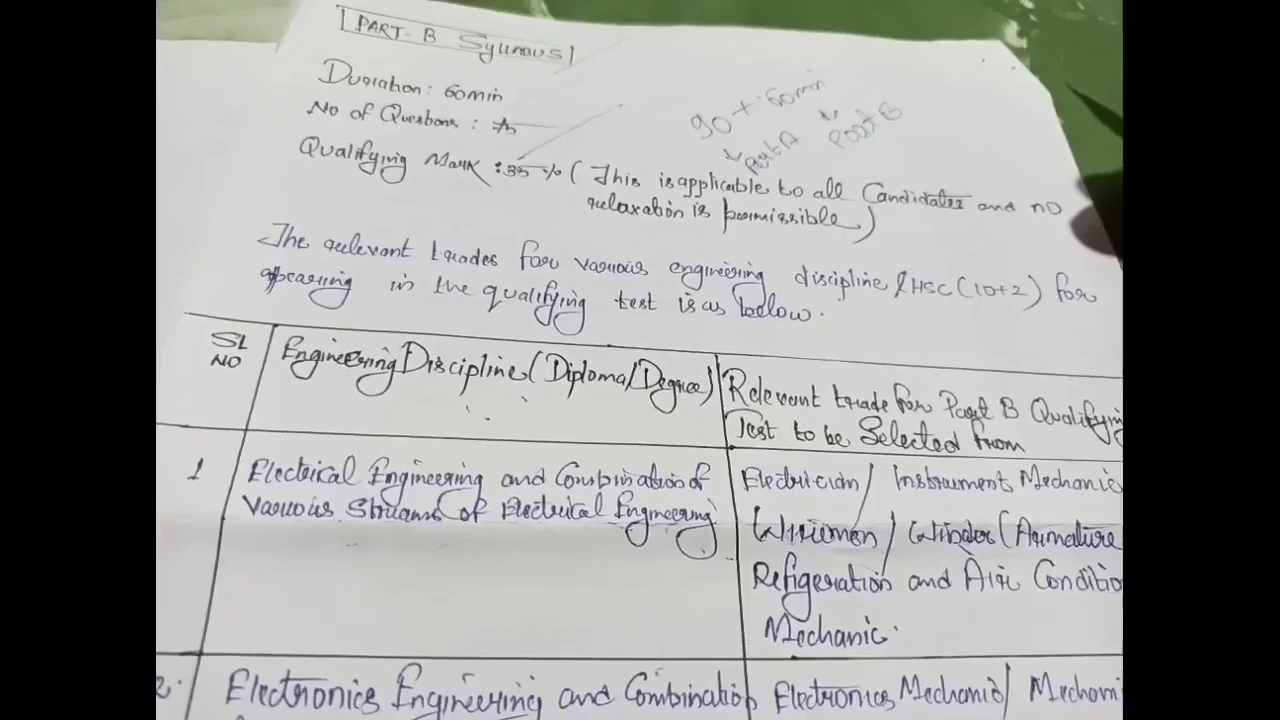 PART-B Syllabus
Duration: 60min
No of Questions: 75
Qualifying Mark: 35% ( This is applicable to all Candidates and no
relaxation is permissible)
90 + 60min
Part A Part B
The relevant trades for various engineering discipline & HSC (10+2) for
appearing in the qualifying test is as below.
SL
NO
Engineering Discipline (Diploma/Degree)
Relevant trade for Part B Qualifying
Test to be Selected from
1
Electrical Engineering and Combination of
Various Streams of Electrical Engineering
Electrician/ Instrument Mechanic
Wiremen/ Winder (Armature
Refigeration and Air Conditio
Mechanic.
2.
Electronics Engineering and Combination
Electronics Mechanic/ Mechani